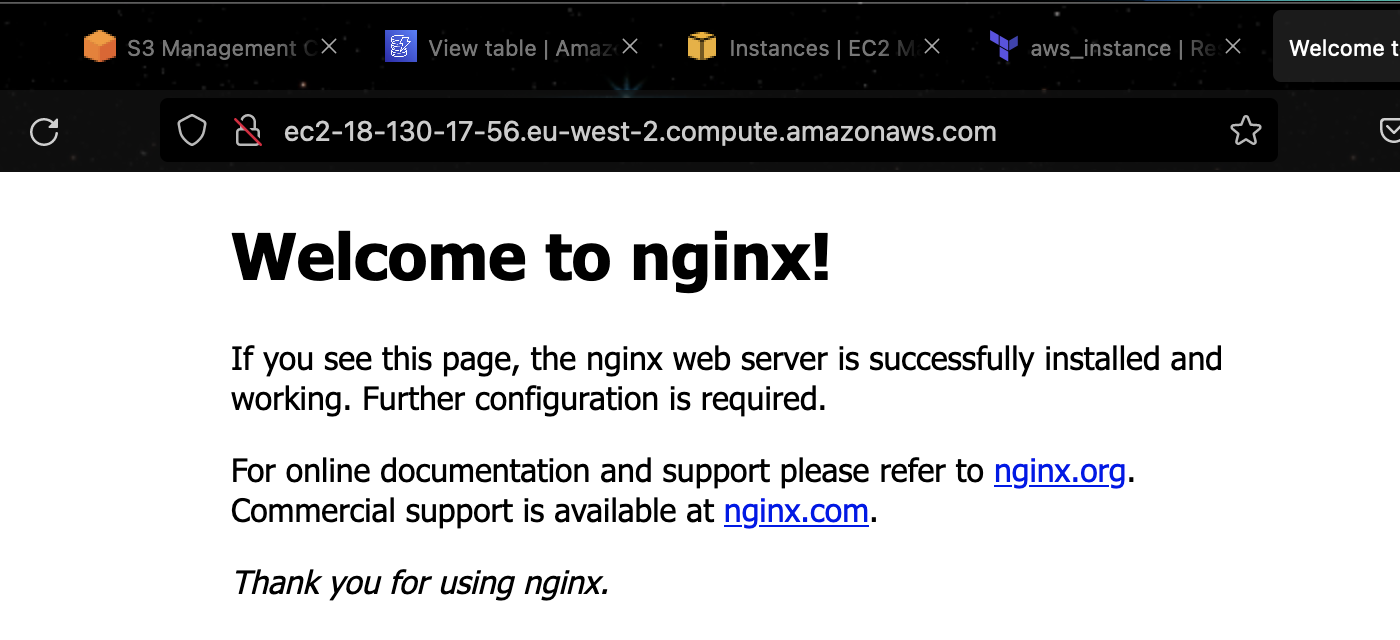 S3 Management
View table | Amaz
Instances | EC2 M
aws_instance | Re
Welcome t
ec2-18-130-17-56.eu-west-2.compute.amazonaws.com
Welcome to nginx!
If you see this page, the nginx web server is successfully installed and
working. Further configuration is required.
For online documentation and support please refer to nginx.org.
Commercial support is available at nginx.com.
Thank you for using nginx.